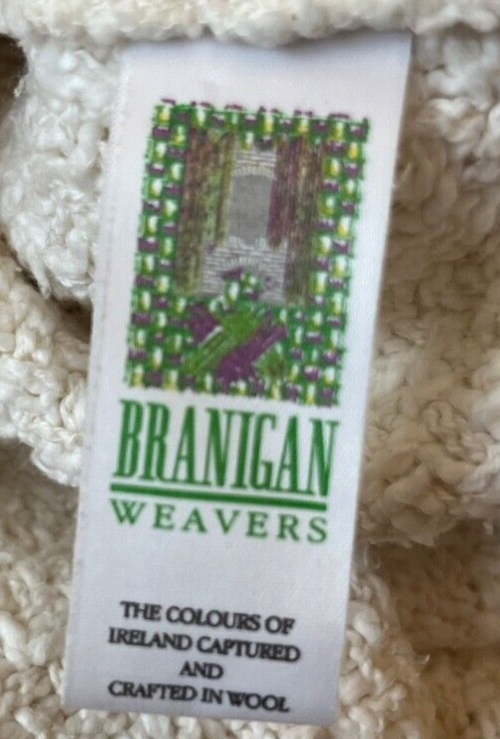 BRANIGAN
WEAVERS
THE COLOURS OF
IRELAND CAPTURED
AND
CRAFTED IN WOOL